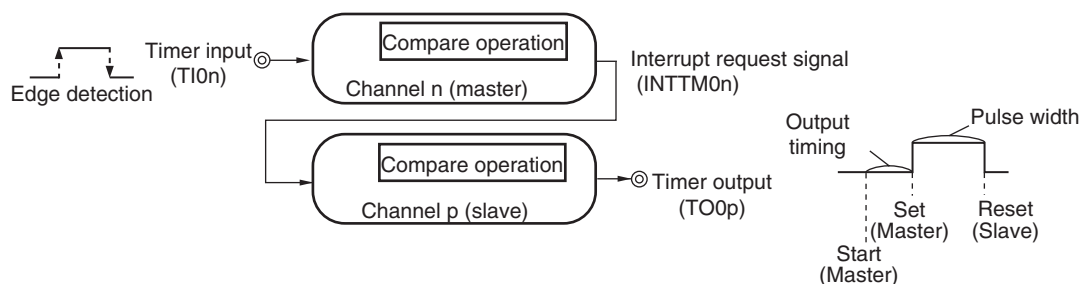 Compare operation
Timer input
(TI0n)
Edge detection
Channel n (master)
Interrupt request signal
(INTTM0n)
Compare operation
Channel p (slave)
Timer output
(TO0p)
Output
timing
Pulse width
Set
(Master)
Reset
(Slave)
Start
(Master)